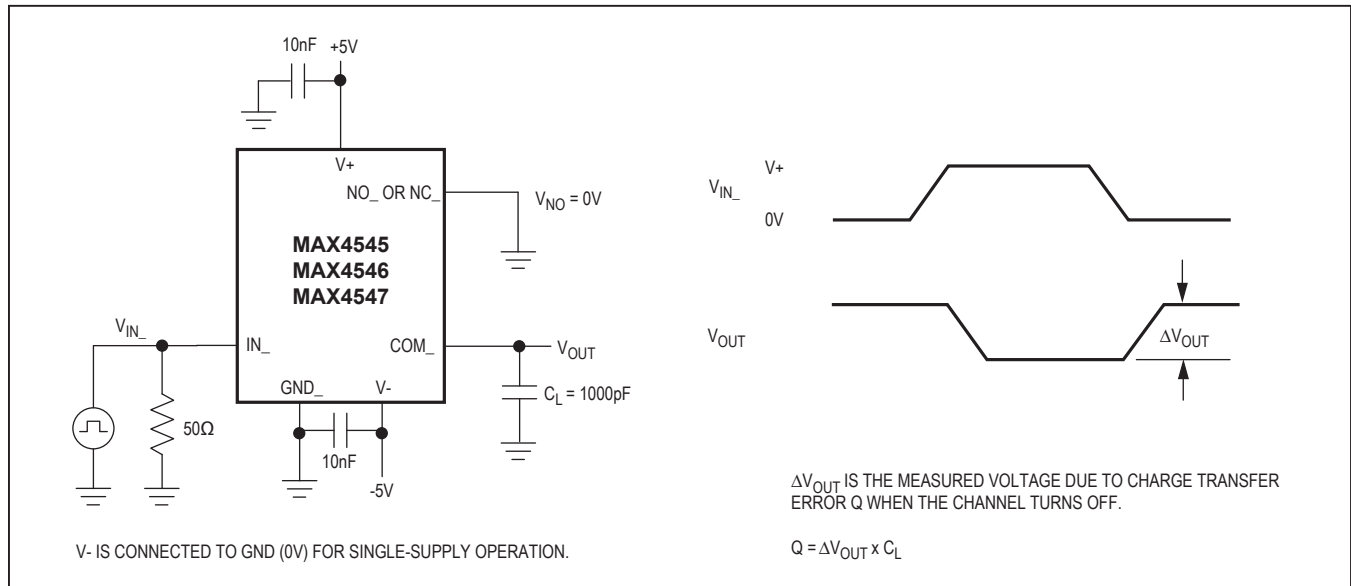 10nF
+5V
V+
NO_ OR NC_
V_NO = 0V
MAX4545
MAX4546
MAX4547
V_IN_
IN_
COM_
V_OUT
GND_
V-
C_L = 1000pF
50Ω
10nF
-5V
V- IS CONNECTED TO GND (0V) FOR SINGLE-SUPPLY OPERATION.
V+
V_IN_
0V
V_OUT
ΔV_OUT
ΔV_OUT IS THE MEASURED VOLTAGE DUE TO CHARGE TRANSFER
ERROR Q WHEN THE CHANNEL TURNS OFF.
Q = ΔV_OUT x C_L